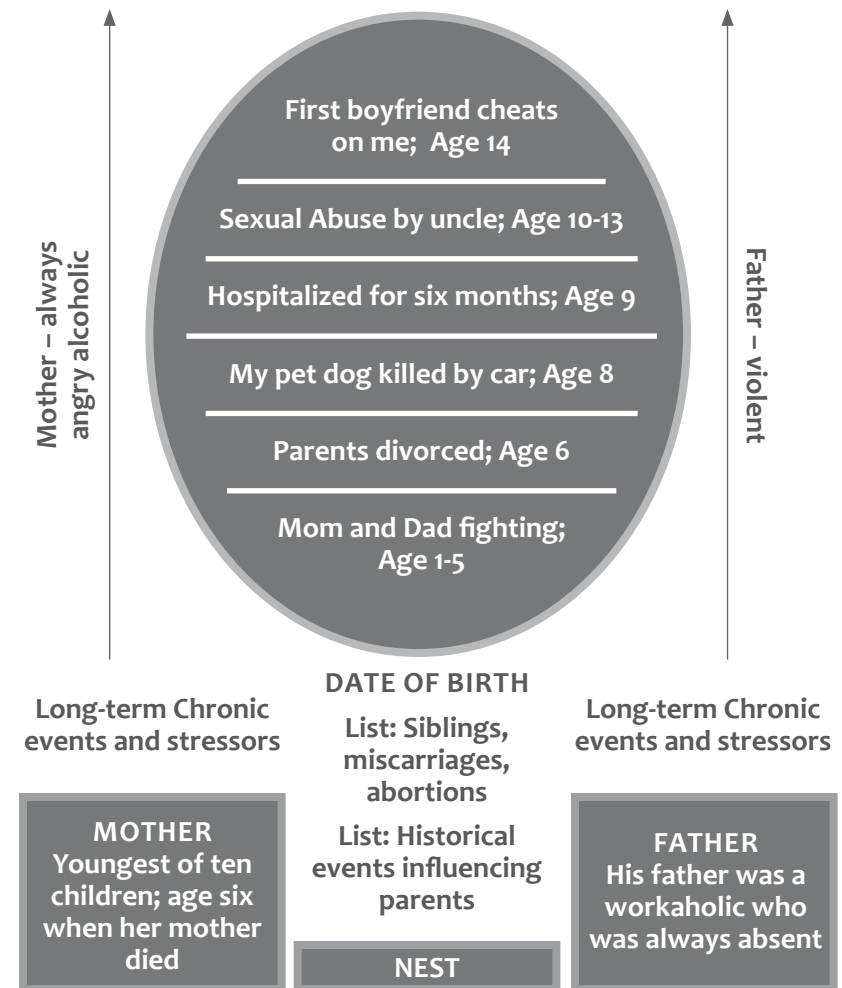 First boyfriend cheats
on me; Age 14
Sexual Abuse by uncle; Age 10-13
Hospitalized for six months; Age 9
My pet dog killed by car; Age 8
Parents divorced; Age 6
Mom and Dad fighting;
Age 1-5
Mother – always
angry alcoholic
Father – violent
DATE OF BIRTH
List: Siblings,
miscarriages,
abortions
List: Historical
events influencing
parents
Long-term Chronic
events and stressors
Long-term Chronic
events and stressors
MOTHER
Youngest of ten
children; age six
when her mother
died
NEST
FATHER
His father was a
workaholic who
was always absent